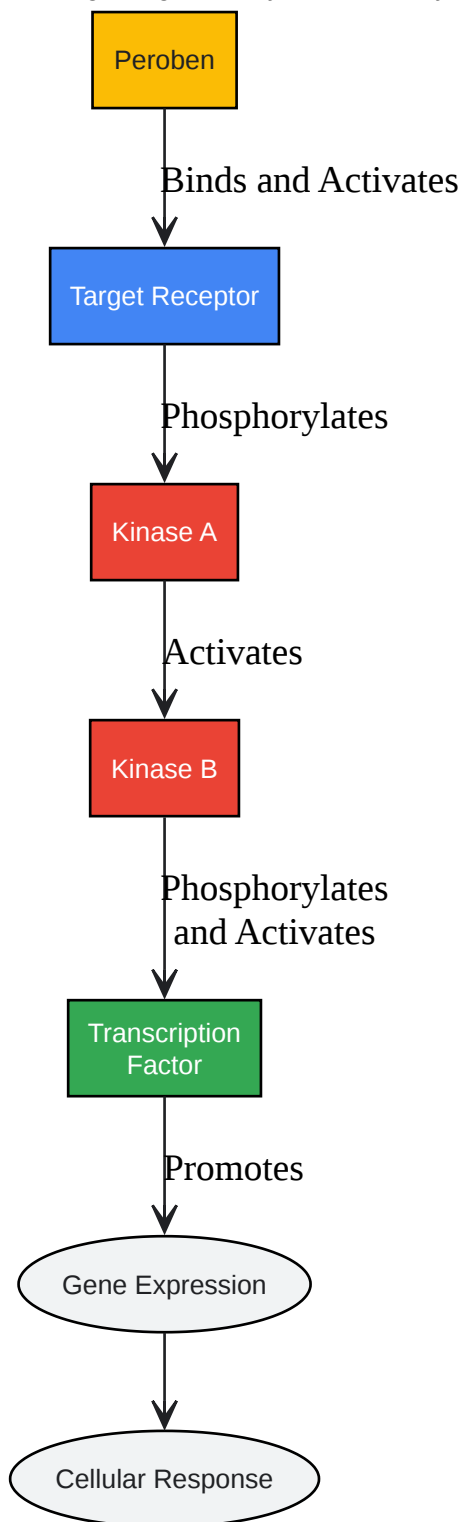 Peroben
Binds and Activates
Target Receptor
Phosphorylates
Kinase A
Activates
Kinase B
Phosphorylates
and Activates
Transcription
Factor
Promotes
Gene Expression
Cellular Response